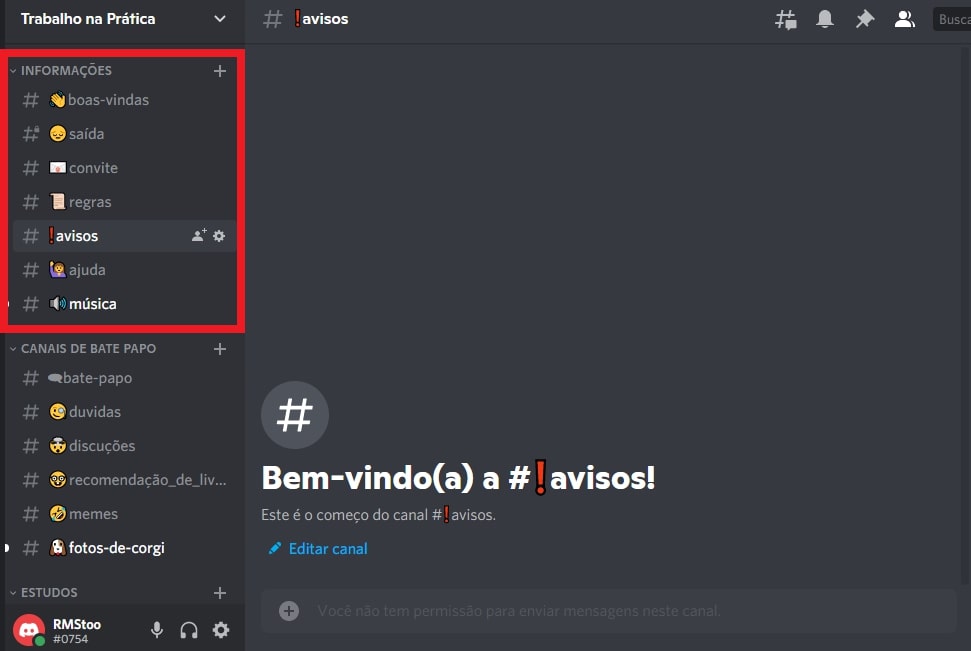 Trabalho na Prática
❗avisos
Busca
INFORMAÇÕES
👋boas-vindas
😔saída
💌convite
📜regras
❗avisos
🙋ajuda
🔊música
CANAIS DE BATE PAPO
🗨bate-papo
🧐duvidas
🤯discuções
🤓recomendação_de_liv...
🤣memes
🐶fotos-de-corgi
ESTUDOS
RMStoo
#0754
Bem-vindo(a) a #❗avisos!
Este é o começo do canal #❗avisos.
Editar canal
Você não tem permissão para enviar mensagens neste canal.